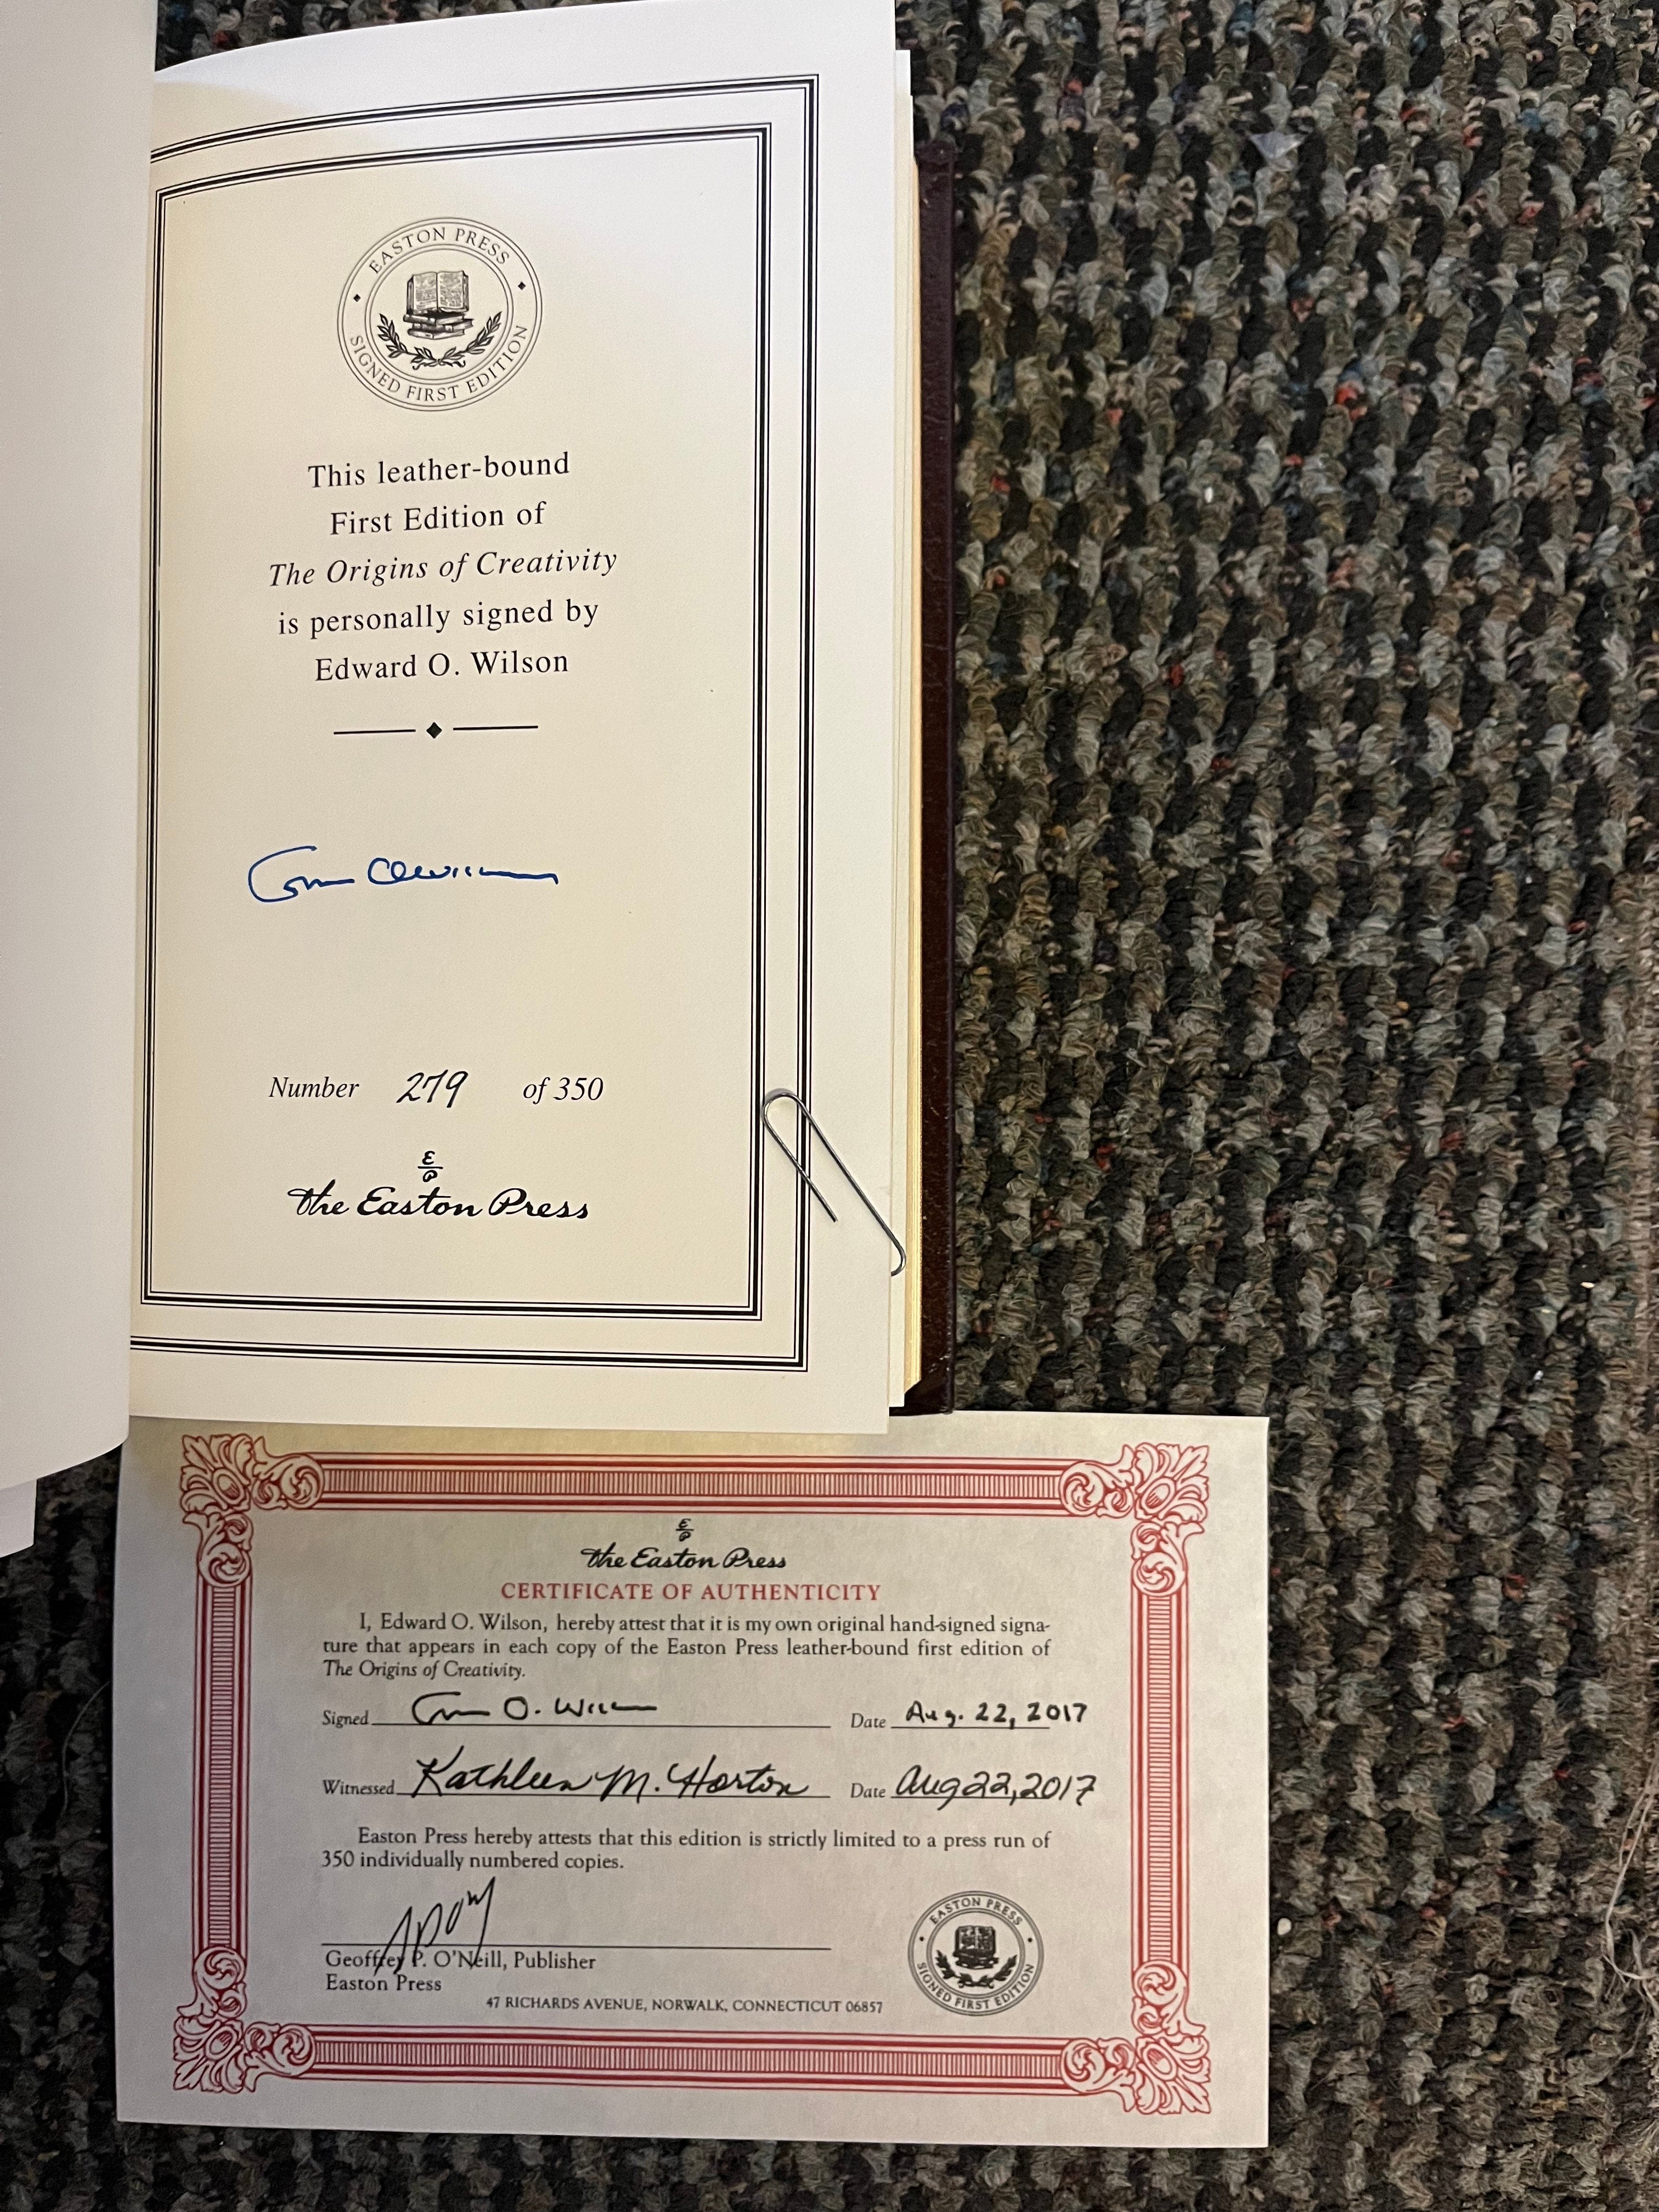 EASTON PRESS
SIGNED FIRST EDITION
This leather-bound
First Edition of
The Origins of Creativity
is personally signed by
Edward O. Wilson
Number 279 of 350
E
P
the Easton Press
E
P
the Easton Press
CERTIFICATE OF AUTHENTICITY
I, Edward O. Wilson, hereby attest that it is my own original hand-signed signa-
ture that appears in each copy of the Easton Press leather-bound first edition of
The Origins of Creativity.
Signed O. Wilson Date Aug. 22, 2017
Witnessed Kathleen M. Horton Date Aug 22, 2017
Easton Press hereby attests that this edition is strictly limited to a press run of
350 individually numbered copies.
Geoffrey P. O'Neill, Publisher
Easton Press
47 RICHARDS AVENUE, NORWALK, CONNECTICUT 06857
EASTON PRESS
SIGNED FIRST EDITION